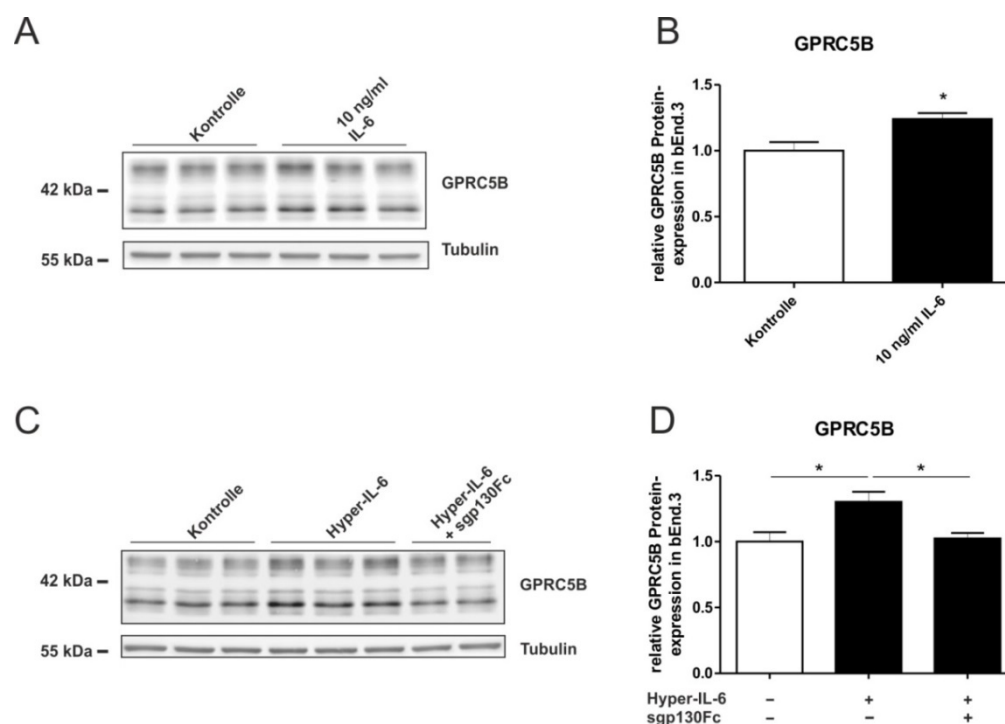 A
Kontrolle
10 ng/ml
IL-6
42 kDa
GPRC5B
55 kDa
Tubulin
B
GPRC5B
relative GPRC5B Protein-
expression in bEnd.3
1.5
1.0
0.5
0.0
*
Kontrolle
10 ng/ml IL-6
C
Kontrolle
Hyper-IL-6
Hyper-IL-6
+ sgp130Fc
42 kDa
GPRC5B
55 kDa
Tubulin
D
GPRC5B
relative GPRC5B Protein-
expression in bEnd.3
1.5
1.0
0.5
0.0
* *
Hyper-IL-6 – + +
sgp130Fc – – +